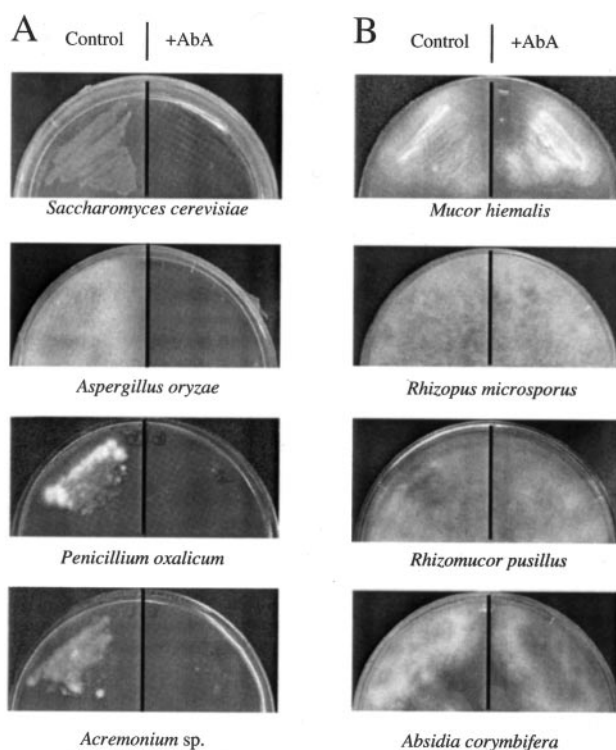 A
Control | +AbA
Saccharomyces cerevisiae
Aspergillus oryzae
Penicillium oxalicum
Acremonium sp.
B
Control | +AbA
Mucor hiemalis
Rhizopus microsporus
Rhizomucor pusillus
Absidia corymbifera